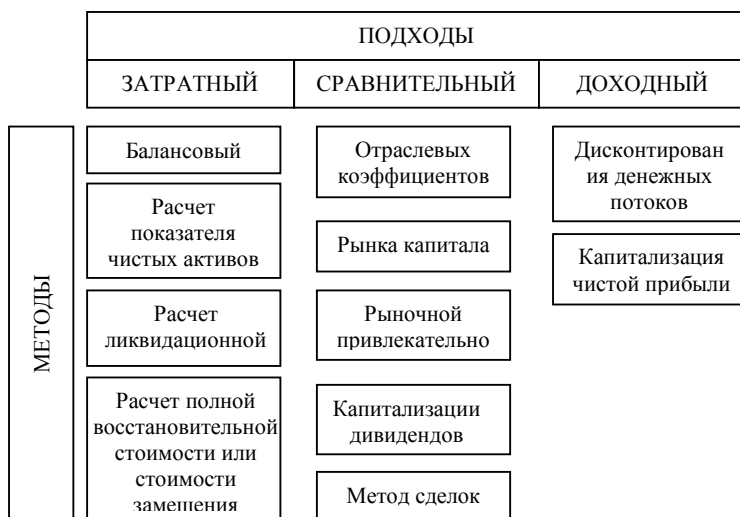 ПОДХОДЫ
ЗАТРАТНЫЙ
СРАВНИТЕЛЬНЫЙ
ДОХОДНЫЙ
МЕТОДЫ
Балансовый
Расчет
показателя
чистых активов
Расчет
ликвидационной
Расчет полной
восстановительной
стоимости или
стоимости
замещения
Отраслевых
коэффициентов
Рынка капитала
Рыночной
привлекательно
Капитализации
дивидендов
Метод сделок
Дисконтирован
ия денежных
потоков
Капитализация
чистой прибыли